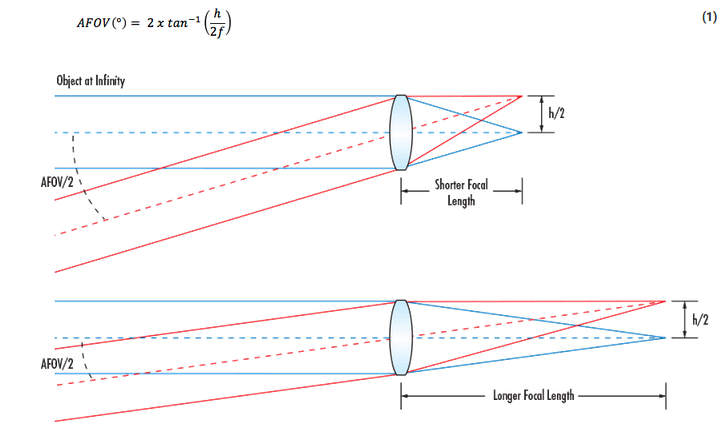 AFOV(°) = 2 x tan⁻¹(h/2f)
(1)
Object at Infinity
h/2
AFOV/2
Shorter Focal
Length
h/2
AFOV/2
Longer Focal Length